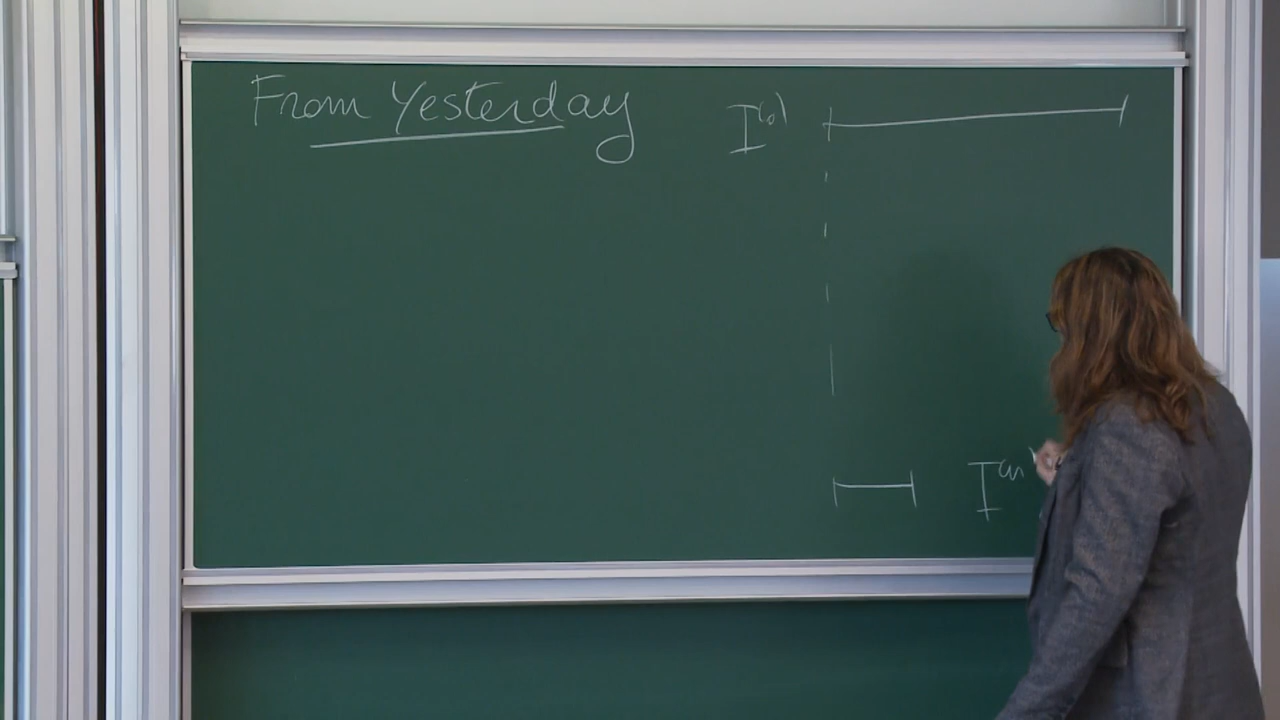 From Yesterday
I⁽⁰⁾
I⁽ⁿ⁾